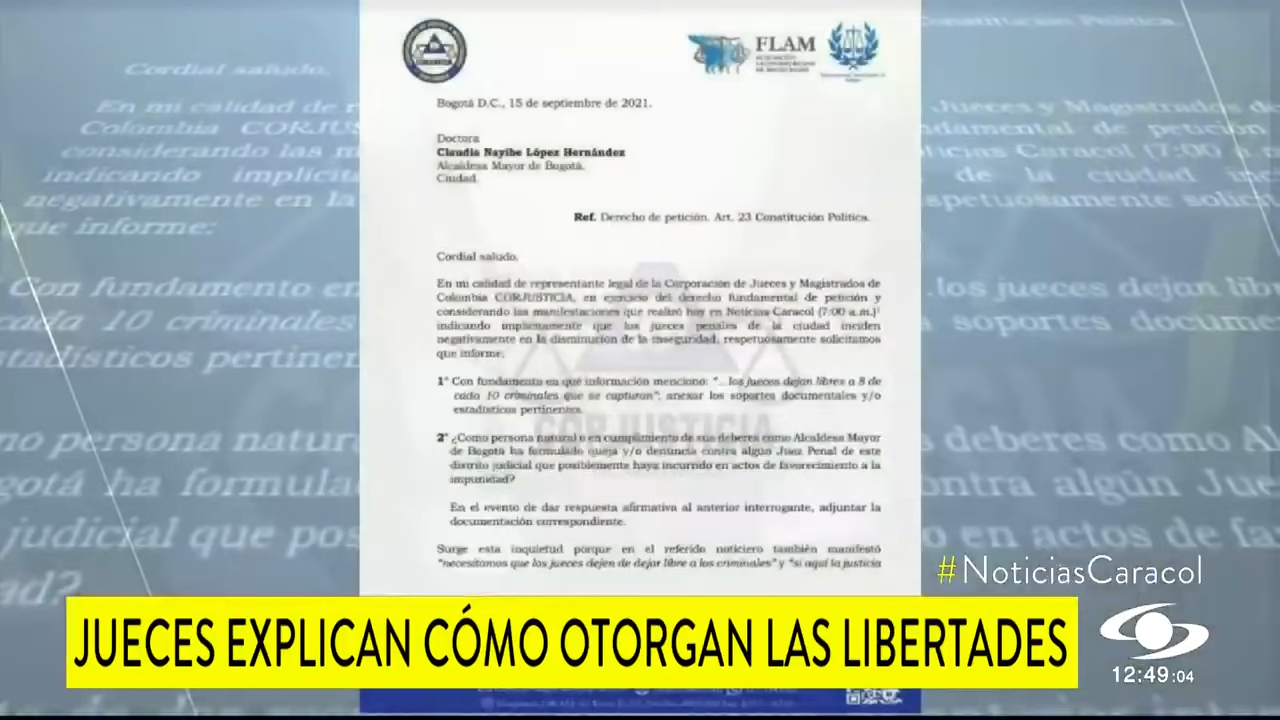 FLAM
Bogotá D.C., 15 de septiembre de 2021.
Doctora
Claudia Nayibe López Hernández
Alcaldesa Mayor de Bogotá.
Ciudad.
Ref. Derecho de petición. Art. 23 Constitución Política.
Cordial saludo.
En mi calidad de representante legal de la Corporación de Jueces y Magistrados de
Colombia CORJUSTICIA, en ejercicio del derecho fundamental de petición y
considerando las manifestaciones que realizó hoy en Noticias Caracol (7:00 a.m.)¹
indicando implícitamente que los jueces penales de la ciudad inciden
negativamente en la disminución de la inseguridad, respetuosamente solicitamos
que informe:
1° Con fundamento en qué información mencionó: "...los jueces dejan libres a 8 de
cada 10 criminales que se capturan"; anexar los soportes documentales y/o
estadísticos pertinentes.
2° ¿Como persona natural o en cumplimiento de sus deberes como Alcaldesa Mayor
de Bogotá ha formulado queja y/o denuncia contra algún Juez Penal de este
distrito judicial que posiblemente haya incurrido en actos de favorecimiento a la
impunidad?
En el evento de dar respuesta afirmativa al anterior interrogante, adjuntar la
documentación correspondiente.
Surge esta inquietud porque en el referido noticiero también manifestó
"necesitamos que los jueces dejen de dejar libre a los criminales" y "si aquí la justicia
CORJUSTICIA
#NoticiasCaracol
JUECES EXPLICAN CÓMO OTORGAN LAS LIBERTADES
12:49:04